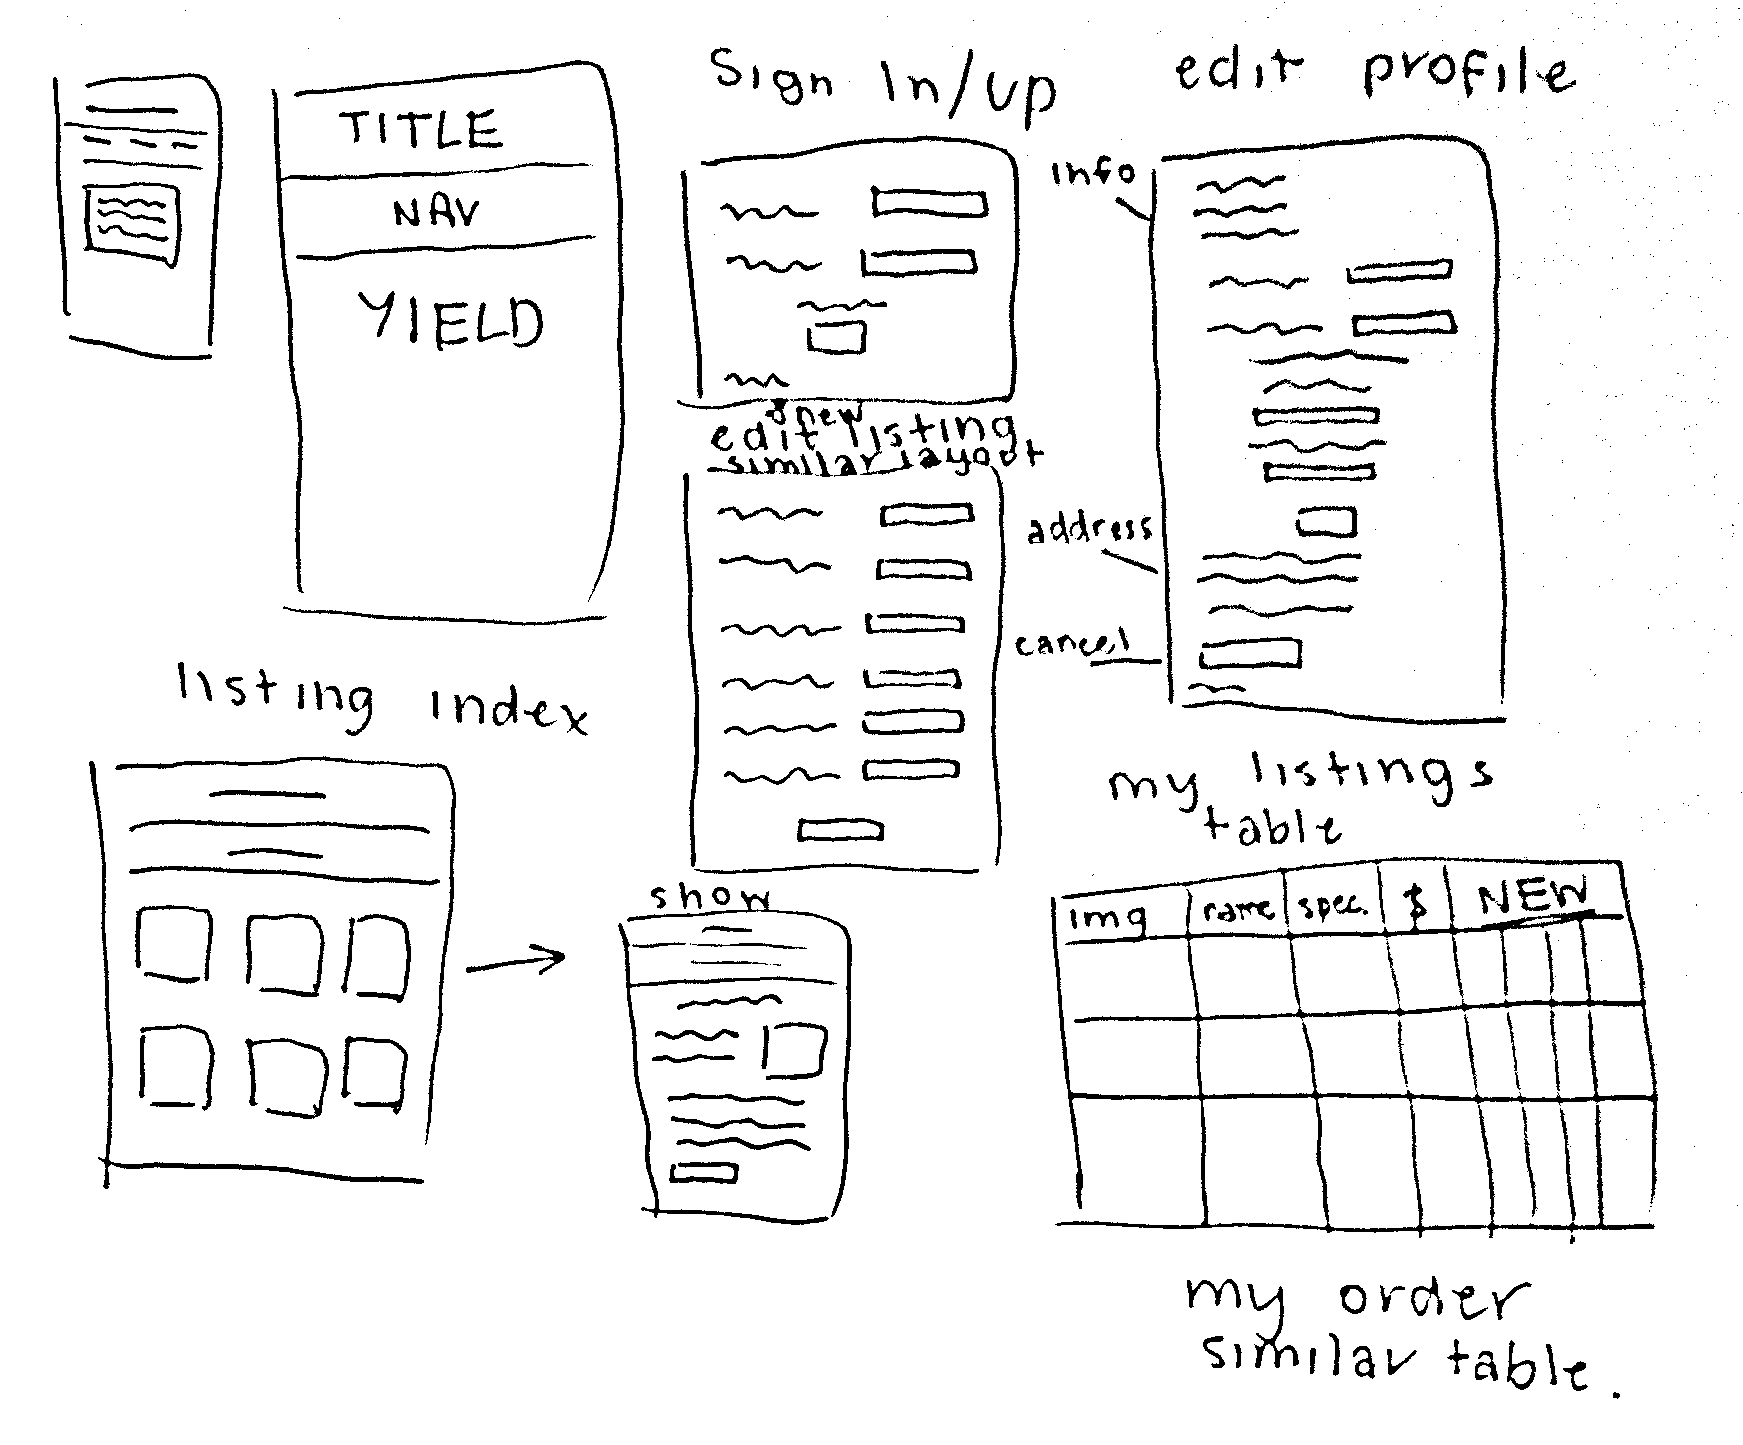 TITLE
NAV
YIELD
Sign In/up
edit profile
info
& new
edit listing
similar layout
address
cancel
listing index
show
my listings
table
img name spec. $ NEW
my order
similar table.